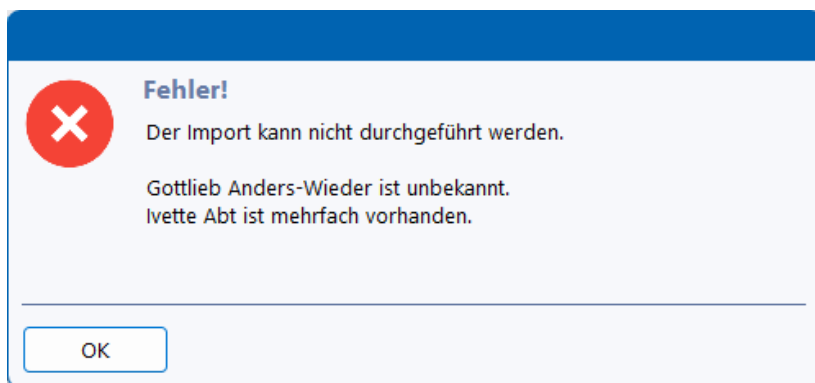 Fehler!
Der Import kann nicht durchgeführt werden.
Gottlieb Anders-Wieder ist unbekannt.
Ivette Abt ist mehrfach vorhanden.
OK